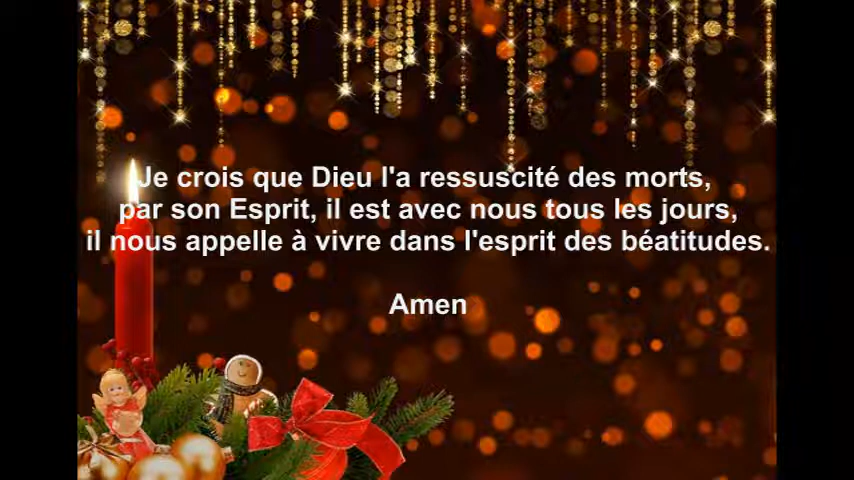 Je crois que Dieu l'a ressuscité des morts,
par son Esprit, il est avec nous tous les jours,
il nous appelle à vivre dans l'esprit des béatitudes.
Amen